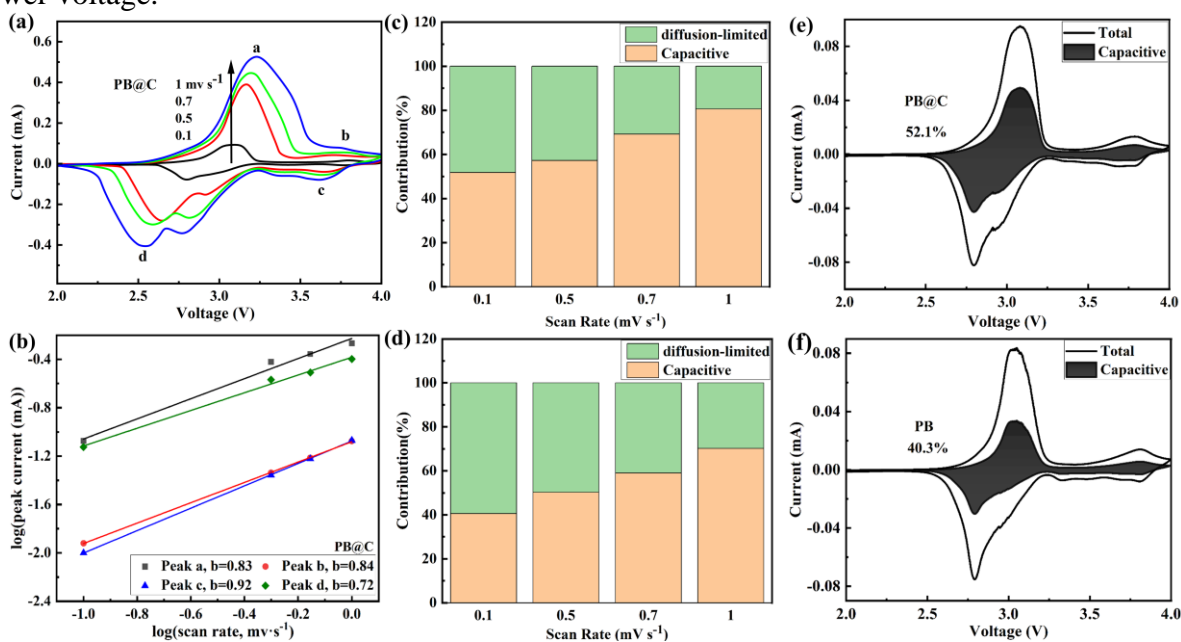 wer voltage.
(a)
PB@C
1 mv s⁻¹
0.7
0.5
0.1
a
b
c
d
0.6
0.4
0.2
0.0
-0.2
-0.4
Current (mA)
2.0 2.5 3.0 3.5 4.0
Voltage (V)
(c)
diffusion-limited
Capacitive
120
100
80
60
40
20
0
Contribution(%)
0.1 0.5 0.7 1
Scan Rate (mV s⁻¹)
(e)
Total
Capacitive
PB@C
52.1%
0.08
0.04
0.00
-0.04
-0.08
Current (mA)
2.0 2.5 3.0 3.5 4.0
Voltage (V)
(b)
-0.4
-0.8
-1.2
-1.6
-2.0
-2.4
log(peak current (mA))
PB@C
Peak a, b=0.83 Peak b, b=0.84
Peak c, b=0.92 Peak d, b=0.72
-1.0 -0.8 -0.6 -0.4 -0.2 0.0
log(scan rate, mv·s⁻¹)
(d)
diffusion-limited
Capacitive
120
100
80
60
40
20
0
Contribution(%)
0.1 0.5 0.7 1
Scan Rate (mV s⁻¹)
(f)
Total
Capacitive
PB
40.3%
0.08
0.04
0.00
-0.04
-0.08
Current (mA)
2.0 2.5 3.0 3.5 4.0
Voltage (V)